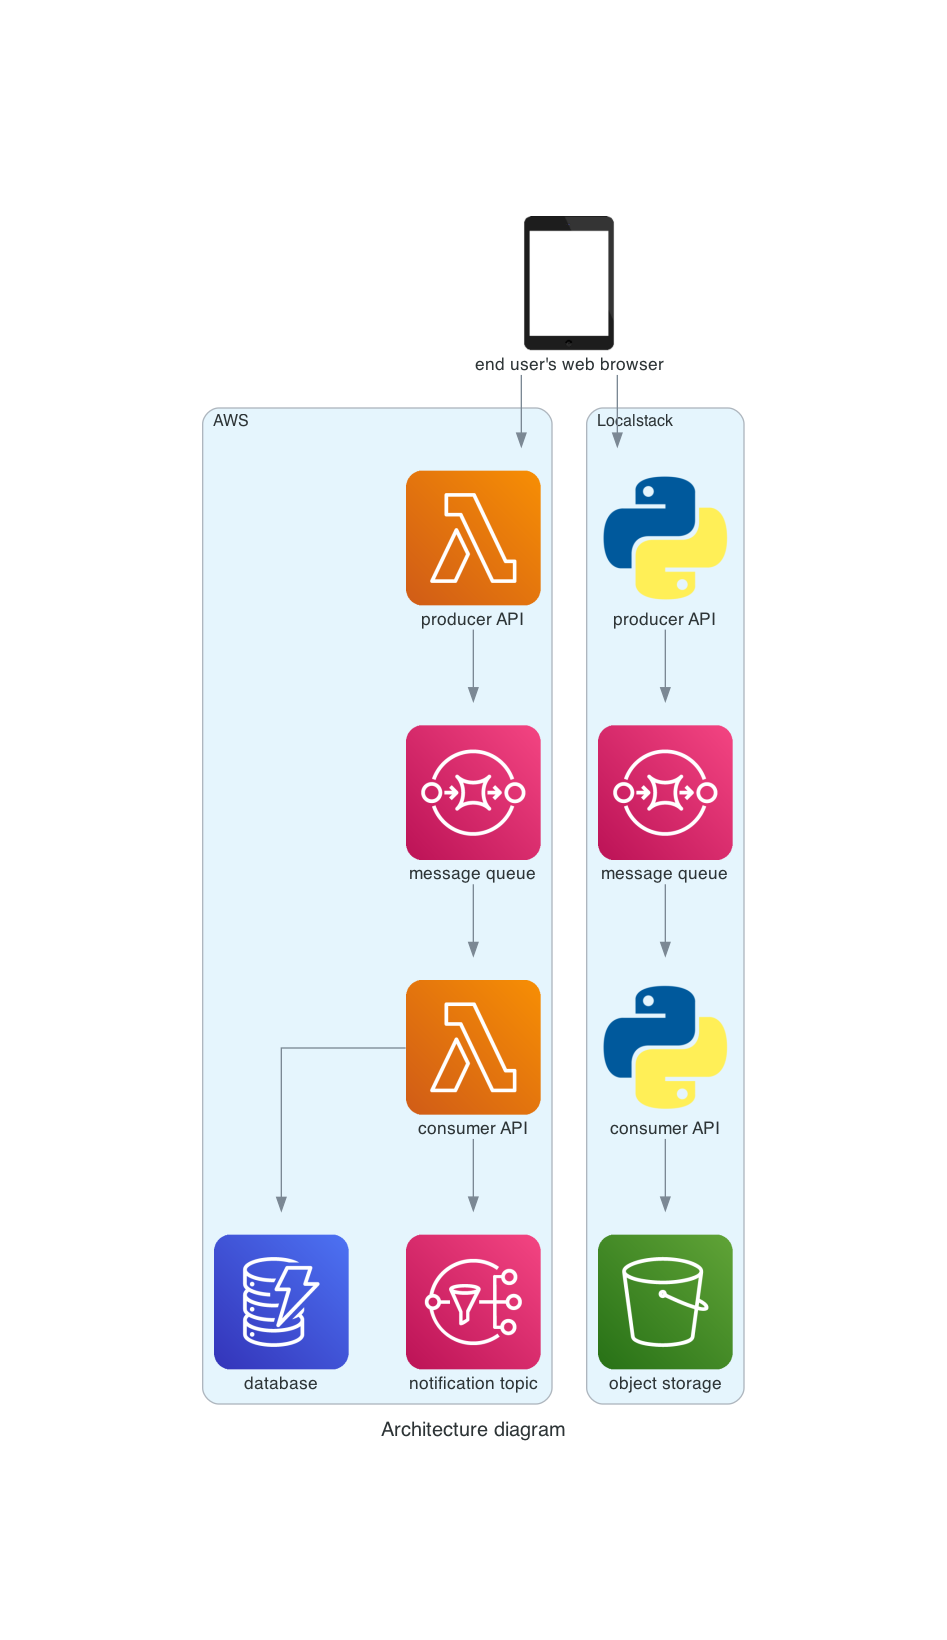 end user's web browser
AWS
Localstack
producer API
producer API
message queue
message queue
consumer API
consumer API
database
notification topic
object storage
Architecture diagram